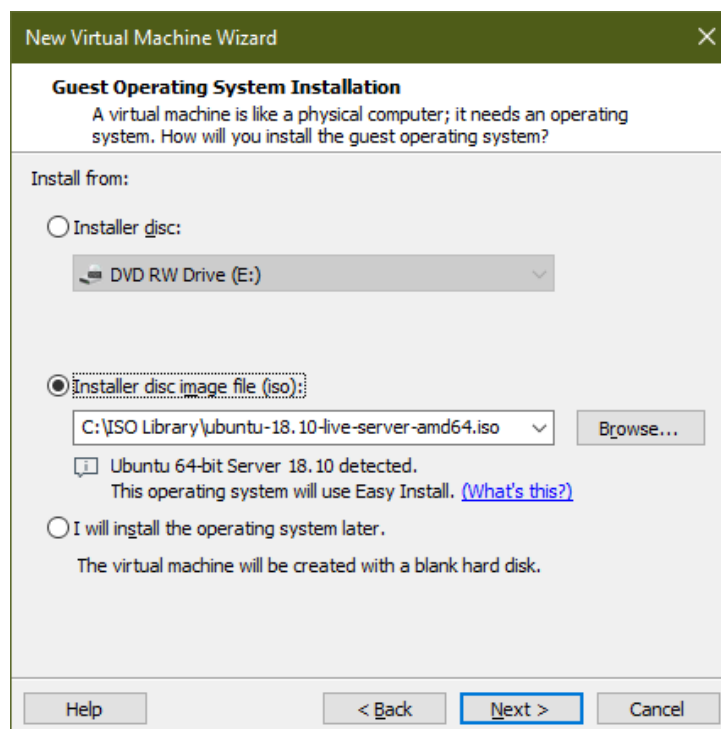 New Virtual Machine Wizard
Guest Operating System Installation
A virtual machine is like a physical computer; it needs an operating
system. How will you install the guest operating system?
Install from:
Installer disc:
DVD RW Drive (E:)
Installer disc image file (iso):
C:\ISO Library\ubuntu-18.10-live-server-amd64.iso
Browse...
Ubuntu 64-bit Server 18.10 detected.
This operating system will use Easy Install. (What's this?)
I will install the operating system later.
The virtual machine will be created with a blank hard disk.
Help
< Back
Next >
Cancel